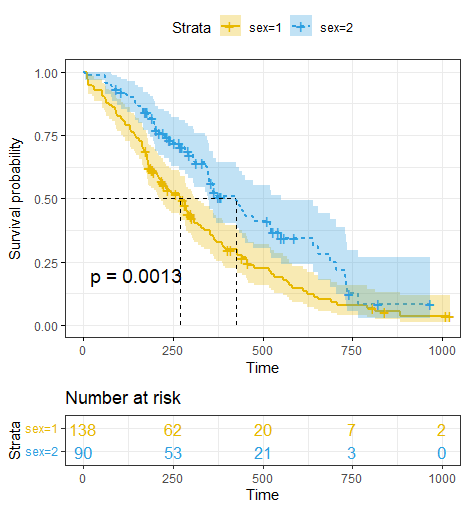 Strata sex=1 sex=2
Survival probability
1.00
0.75
0.50
0.25
0.00
p = 0.0013
0 250 500 750 1000
Time
Number at risk
Strata
sex=1 138 62 20 7 2
sex=2 90 53 21 3 0
0 250 500 750 1000
Time